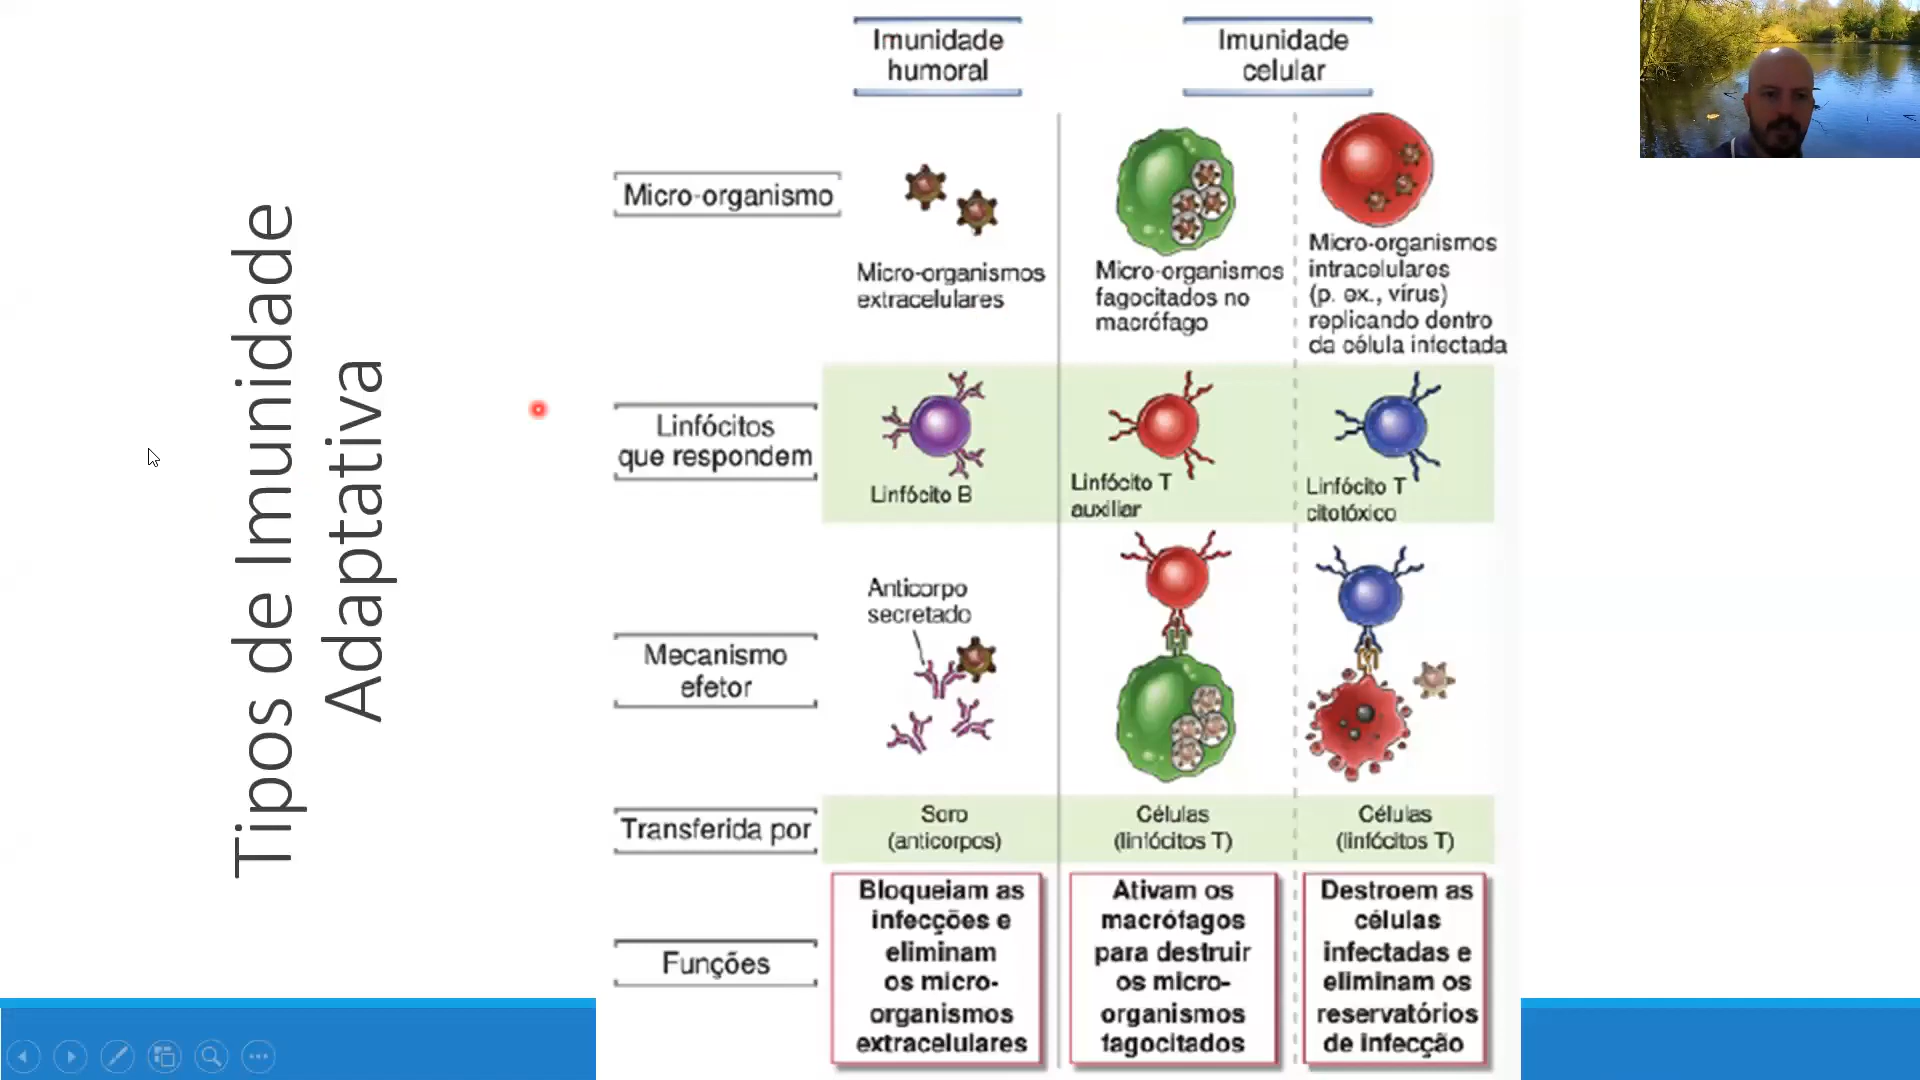 Tipos de Imunidade
Adaptativa
Imunidade
humoral
Imunidade
celular
Micro-organismo
Micro-organismos
extracelulares
Micro-organismos
fagocitados no
macrófago
Micro-organismos
intracelulares
(p. ex., vírus)
replicando dentro
da célula infectada
Linfócitos
que respondem
Linfócito B
Linfócito T
auxiliar
Linfócito T
citotóxico
Mecanismo
efetor
Anticorpo
secretado
Transferida por
Soro
(anticorpos)
Células
(linfócitos T)
Células
(linfócitos T)
Funções
Bloqueiam as
infecções e
eliminam
os micro-
organismos
extracelulares
Ativam os
macrófagos
para destruir
os micro-
organismos
fagocitados
Destroem as
células
infectadas e
eliminam os
reservatórios
de infecção